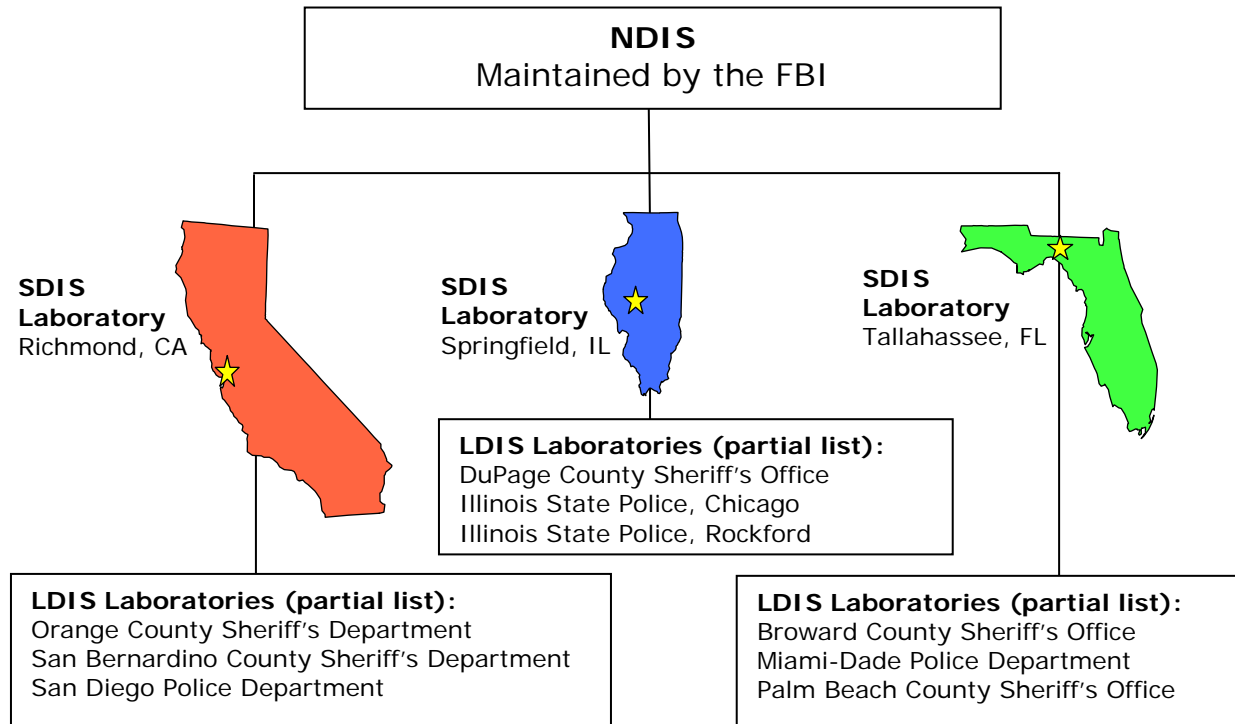 NDIS
Maintained by the FBI
SDIS
Laboratory
Richmond, CA
SDIS
Laboratory
Springfield, IL
SDIS
Laboratory
Tallahassee, FL
LDIS Laboratories (partial list):
DuPage County Sheriff's Office
Illinois State Police, Chicago
Illinois State Police, Rockford
LDIS Laboratories (partial list):
Orange County Sheriff's Department
San Bernardino County Sheriff's Department
San Diego Police Department
LDIS Laboratories (partial list):
Broward County Sheriff's Office
Miami-Dade Police Department
Palm Beach County Sheriff's Office